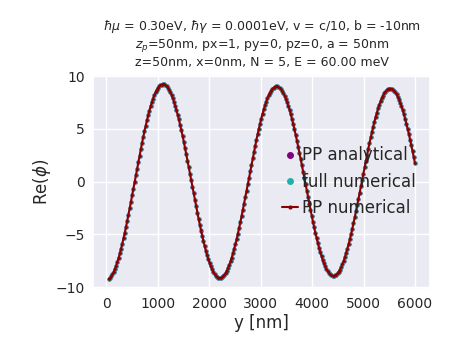 ℏμ = 0.30eV, ℏγ = 0.0001eV, v = c/10, b = -10nm
zₚ=50nm, px=1, py=0, pz=0, a = 50nm
z=50nm, x=0nm, N = 5, E = 60.00 meV
Re(ϕ)
10
5
0
−5
−10
PP analytical
full numerical
PP numerical
0 1000 2000 3000 4000 5000 6000
y [nm]